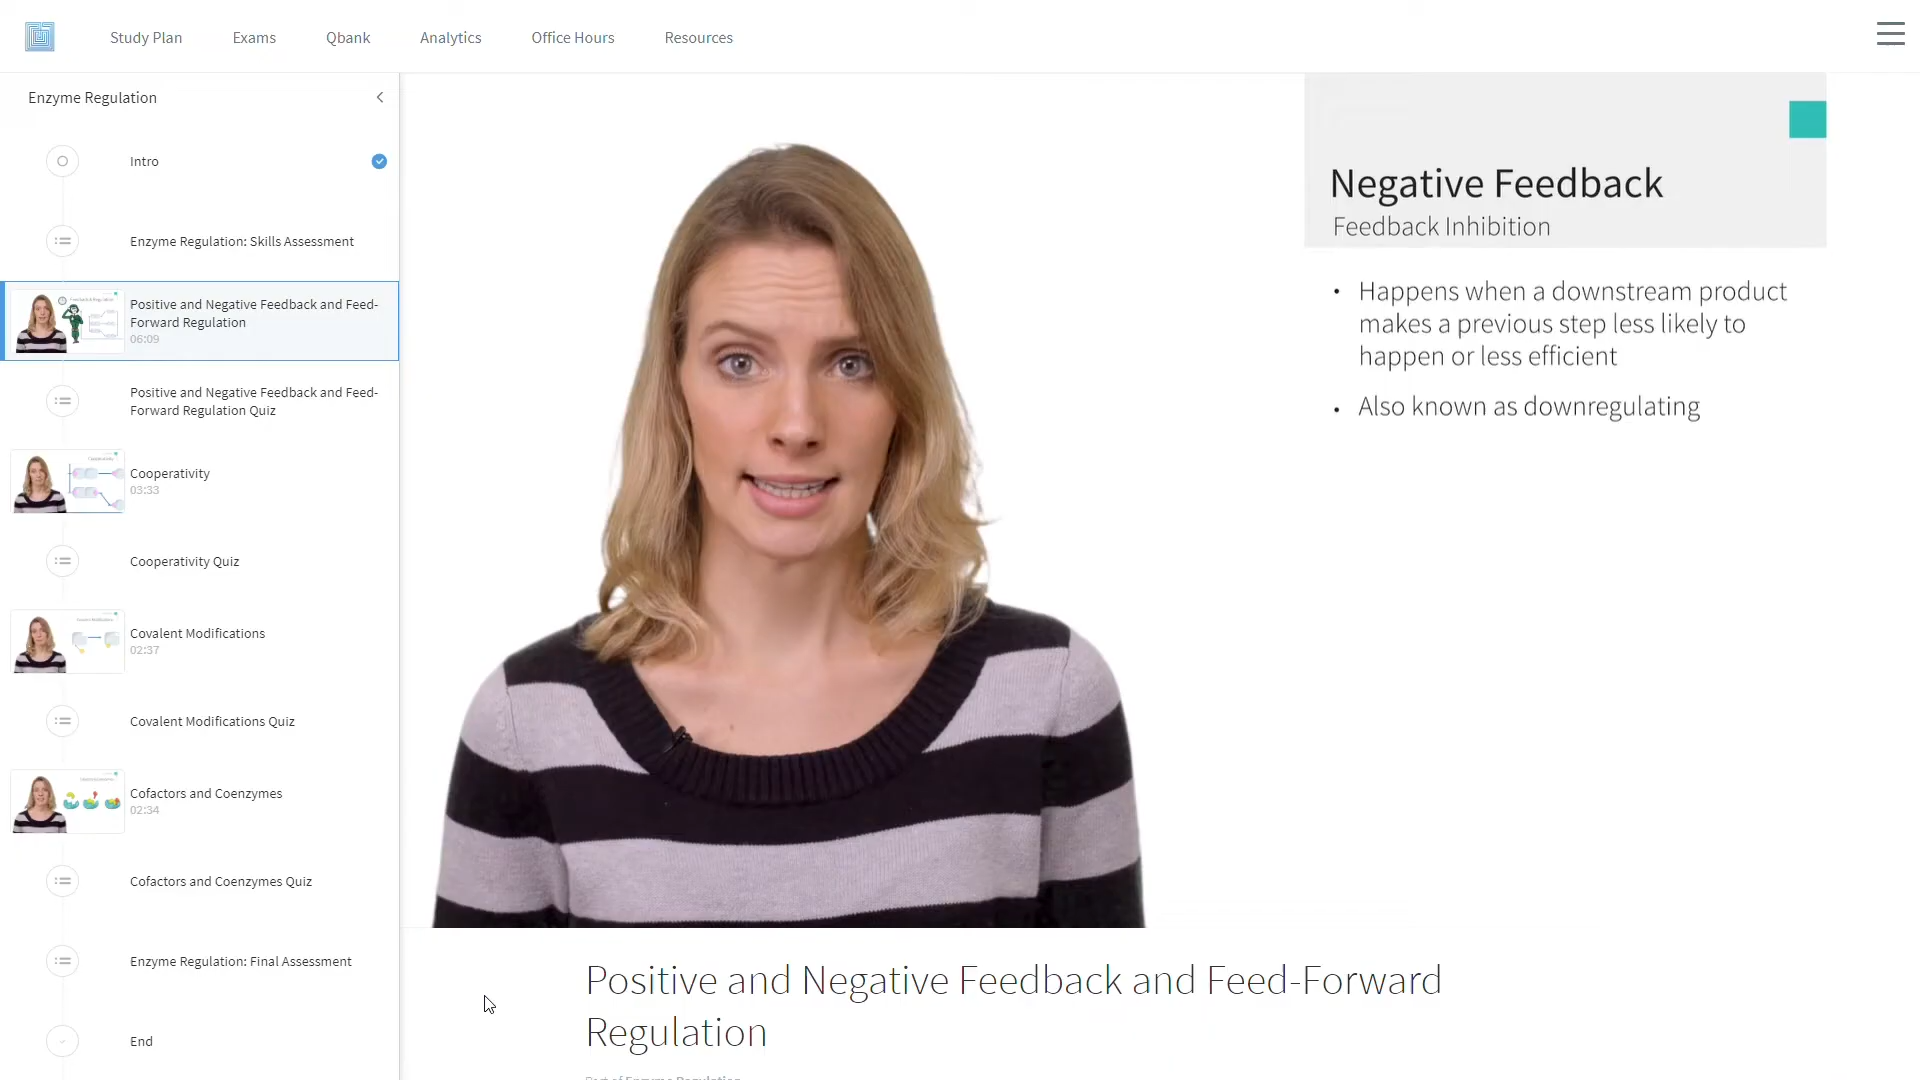 Study Plan
Exams
Qbank
Analytics
Office Hours
Resources
Enzyme Regulation
Intro
Enzyme Regulation: Skills Assessment
Positive and Negative Feedback and Feed-
Forward Regulation
06:09
Positive and Negative Feedback and Feed-
Forward Regulation Quiz
Cooperativity
03:33
Cooperativity Quiz
Covalent Modifications
02:37
Covalent Modifications Quiz
Cofactors and Coenzymes
02:34
Cofactors and Coenzymes Quiz
Enzyme Regulation: Final Assessment
End
Negative Feedback
Feedback Inhibition
• Happens when a downstream product
makes a previous step less likely to
happen or less efficient
• Also known as downregulating
Positive and Negative Feedback and Feed-Forward
Regulation
Part of Enzyme Regulation